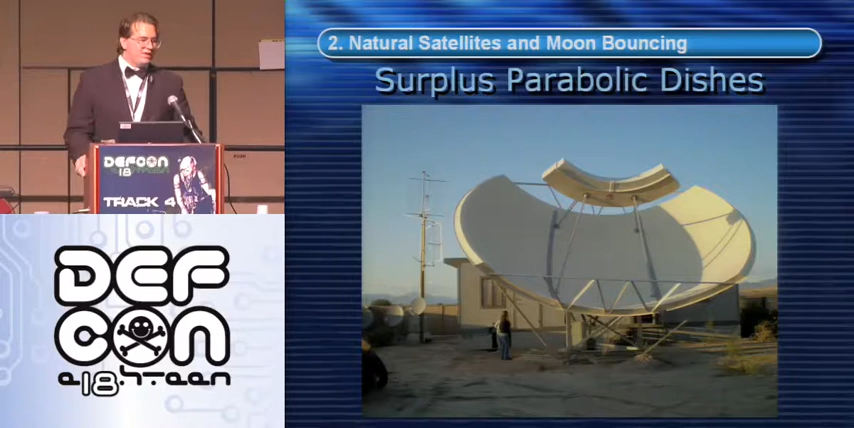 2. Natural Satellites and Moon Bouncing
Surplus Parabolic Dishes
DEFCON
18
TRACK 4
DEF
CON
e18hteen